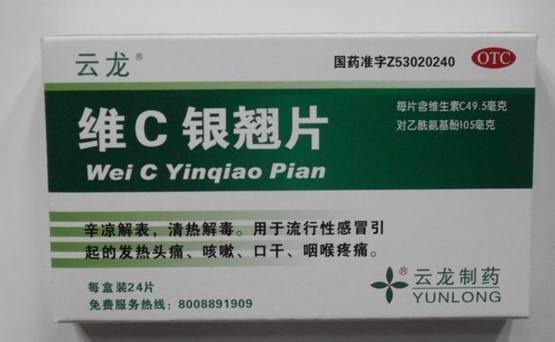 云龙®
国药准字Z53020240
OTC
维C银翘片
Wei C Yinqiao Pian
每片含维生素C49.5毫克
对乙酰氨基酚105毫克
辛凉解表，清热解毒。用于流行性感冒引
起的发热头痛、咳嗽、口干、咽喉疼痛。
每盒装24片
免费服务热线：8008891909
®云龙制药
YUNLONG